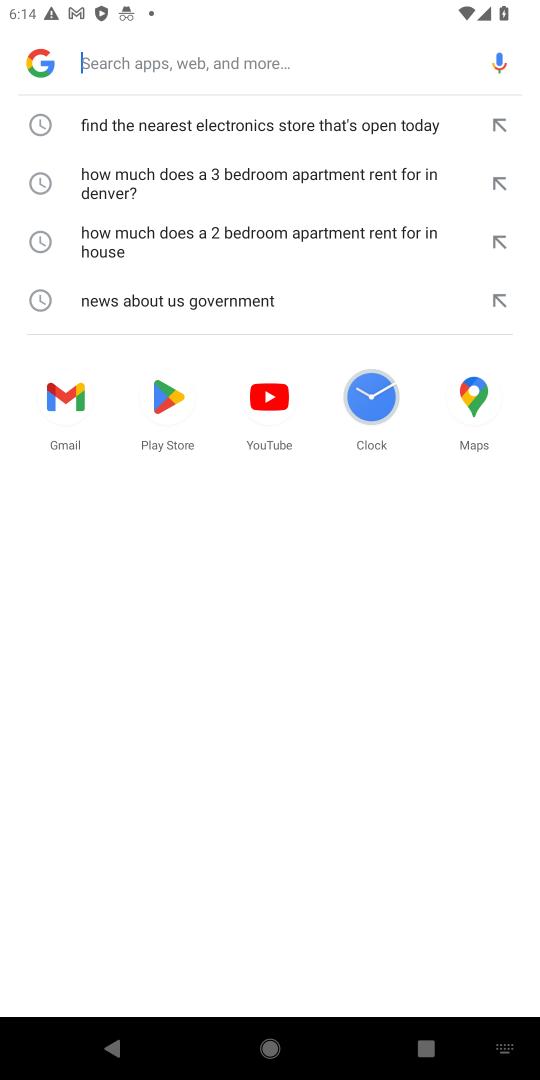 6:14
Search apps, web, and more...
find the nearest electronics store that's open today
how much does a 3 bedroom apartment rent for in
denver?
how much does a 2 bedroom apartment rent for in
house
news about us government
Gmail
Play Store
YouTube
Clock
Maps